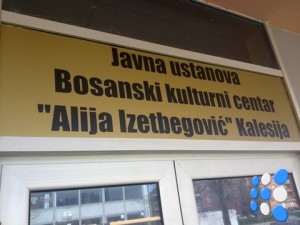 Javna ustanova
Bosanski kulturni centar
"Alija Izetbegović" Kalesija